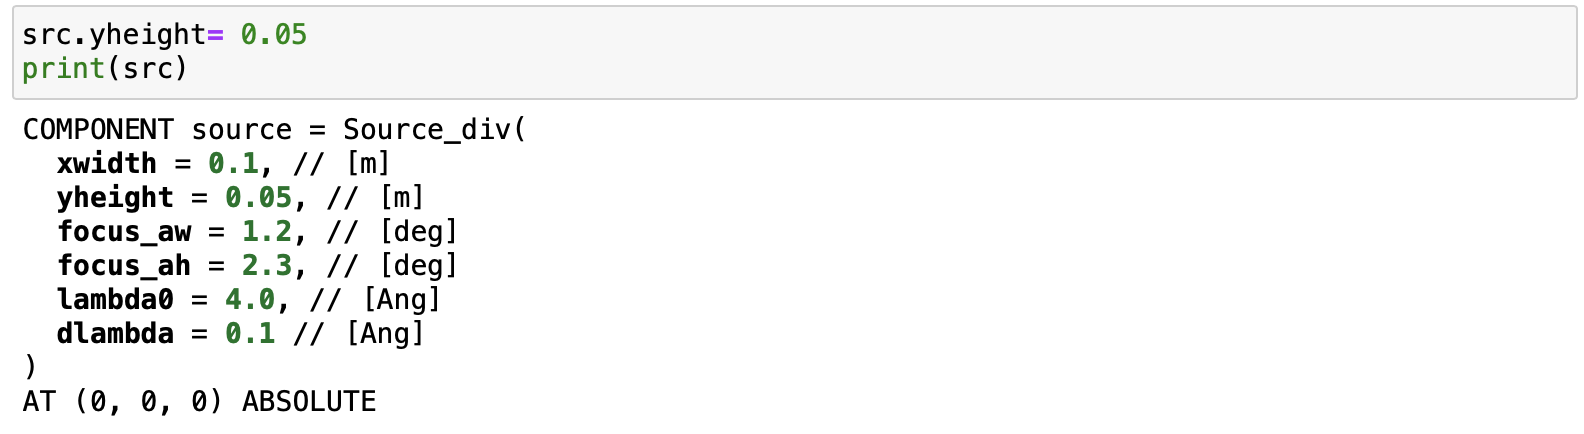 src.yheight= 0.05
print(src)
COMPONENT source = Source_div(
  xwidth = 0.1, // [m]
  yheight = 0.05, // [m]
  focus_aw = 1.2, // [deg]
  focus_ah = 2.3, // [deg]
  lambda0 = 4.0, // [Ang]
  dlambda = 0.1 // [Ang]
)
AT (0, 0, 0) ABSOLUTE